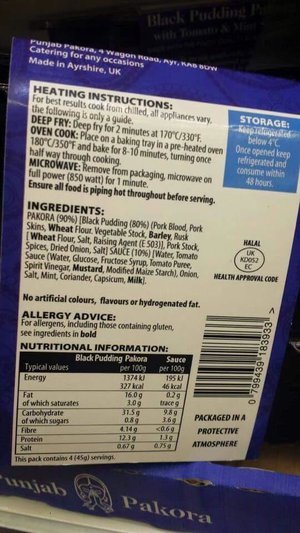 Black Pudding Pa
with Tomato & Mint
Punjab Pakora, 4 Wagon Road, Ayr, KA8 8UW
Catering for any occasions
Made in Ayrshire, UK
HEATING INSTRUCTIONS:
For best results cook from chilled, all appliances vary,
the following is only a guide.
DEEP FRY: Deep fry for 2 minutes at 170°C/330°F.
OVEN COOK: Place on a baking tray in a pre-heated oven
180°C/350°F and bake for 8-10 minutes, turning once
half way through cooking.
MICROWAVE: Remove from packaging, microwave on
full power (850 watt) for 1 minute.
Ensure all food is piping hot throughout before serving.
STORAGE:
Keep refrigerated
below 4°C.
Once opened keep
refrigerated and
consume within
48 hours.
INGREDIENTS:
PAKORA (90%) [Black Pudding (80%) (Pork Blood, Pork
Skins, Wheat Flour, Vegetable Stock, Barley, Rusk
[Wheat Flour, Salt, Raising Agent (E 503)], Pork Stock,
Spices, Dried Onion, Salt] SAUCE (10%) [Water, Tomato
Sauce (Water, Glucose, Fructose Syrup, Tomato Puree,
Spirit Vinegar, Mustard, Modified Maize Starch), Onion,
Salt, Mint, Coriander, Capsicum, Milk].
HALAL
UK
KD052
EC
HEALTH APPROVAL CODE
No artificial colours, flavours or hydrogenated fat.
ALLERGY ADVICE:
For allergens, including those containing gluten,
see ingredients in bold
NUTRITIONAL INFORMATION:
Black Pudding Pakora Sauce
Typical values per 100g per 100g
Energy 1374 kJ 195 kJ
327 kcal 46 kcal
Fat 16.0 g 0.2 g
of which saturates 3.0 g trace g
Carbohydrate 31.5 g 9.8 g
of which sugars 0.8 g 3.6 g
Fibre 4.14 g <0.6 g
Protein 12.3 g 1.3 g
Salt 0.67 g 0.75 g
This pack contains 4 (45g) servings.
0 799439 183933 >
PACKAGED IN A
PROTECTIVE
ATMOSPHERE
Punjab Pakora